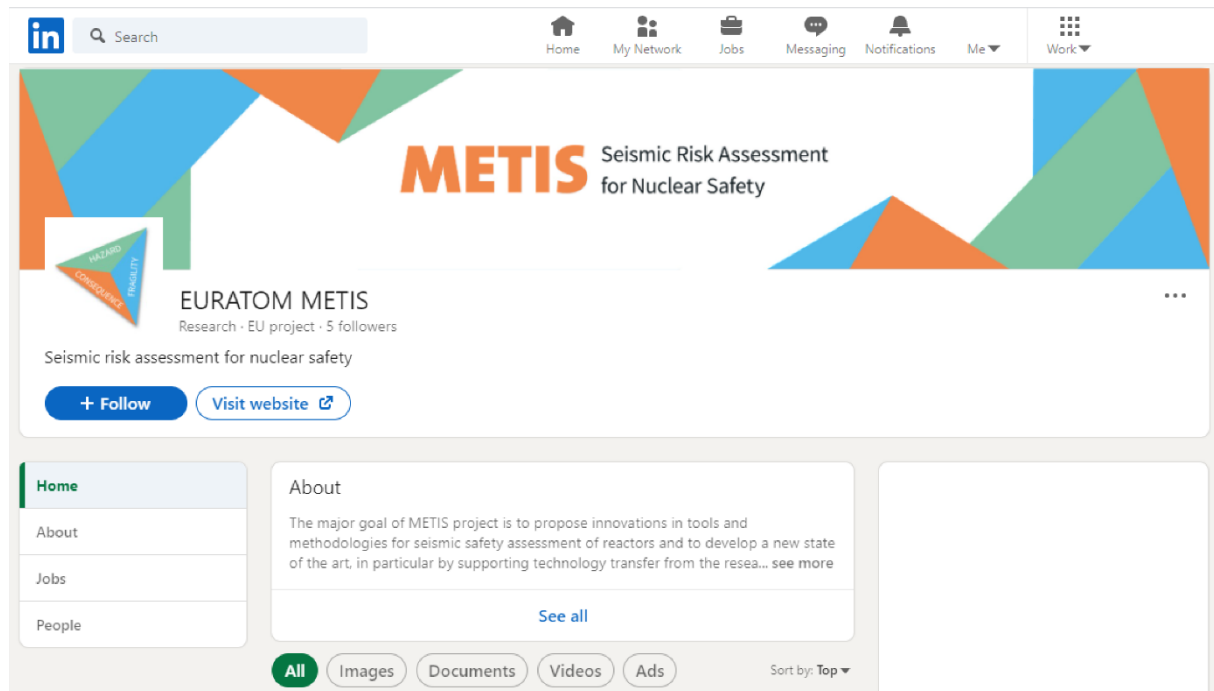 in
Search
Home
My Network
Jobs
Messaging
Notifications
Me
Work
METIS
Seismic Risk Assessment
for Nuclear Safety
HAZARD
CONSEQUENCE
FRAGILITY
EURATOM METIS
Research · EU project · 5 followers
Seismic risk assessment for nuclear safety
+ Follow
Visit website
Home
About
Jobs
People
About
The major goal of METIS project is to propose innovations in tools and
methodologies for seismic safety assessment of reactors and to develop a new state
of the art, in particular by supporting technology transfer from the resea... see more
See all
All
Images
Documents
Videos
Ads
Sort by: Top